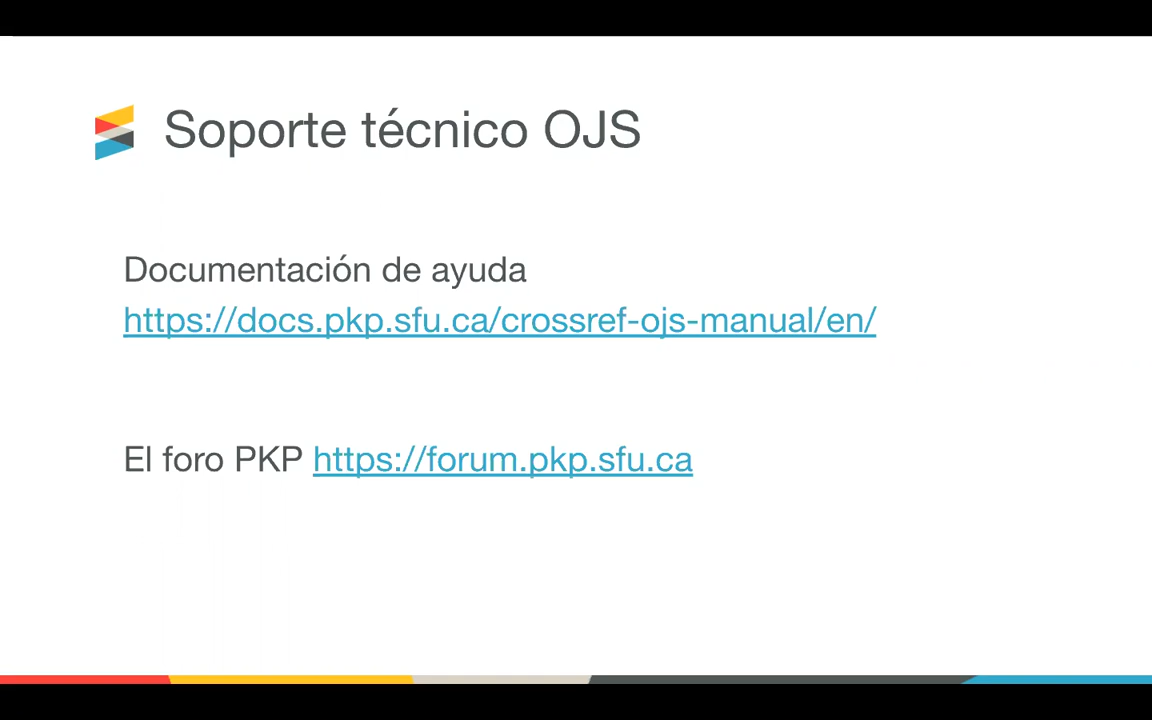 Soporte técnico OJS
Documentación de ayuda
https://docs.pkp.sfu.ca/crossref-ojs-manual/en/
El foro PKP https://forum.pkp.sfu.ca